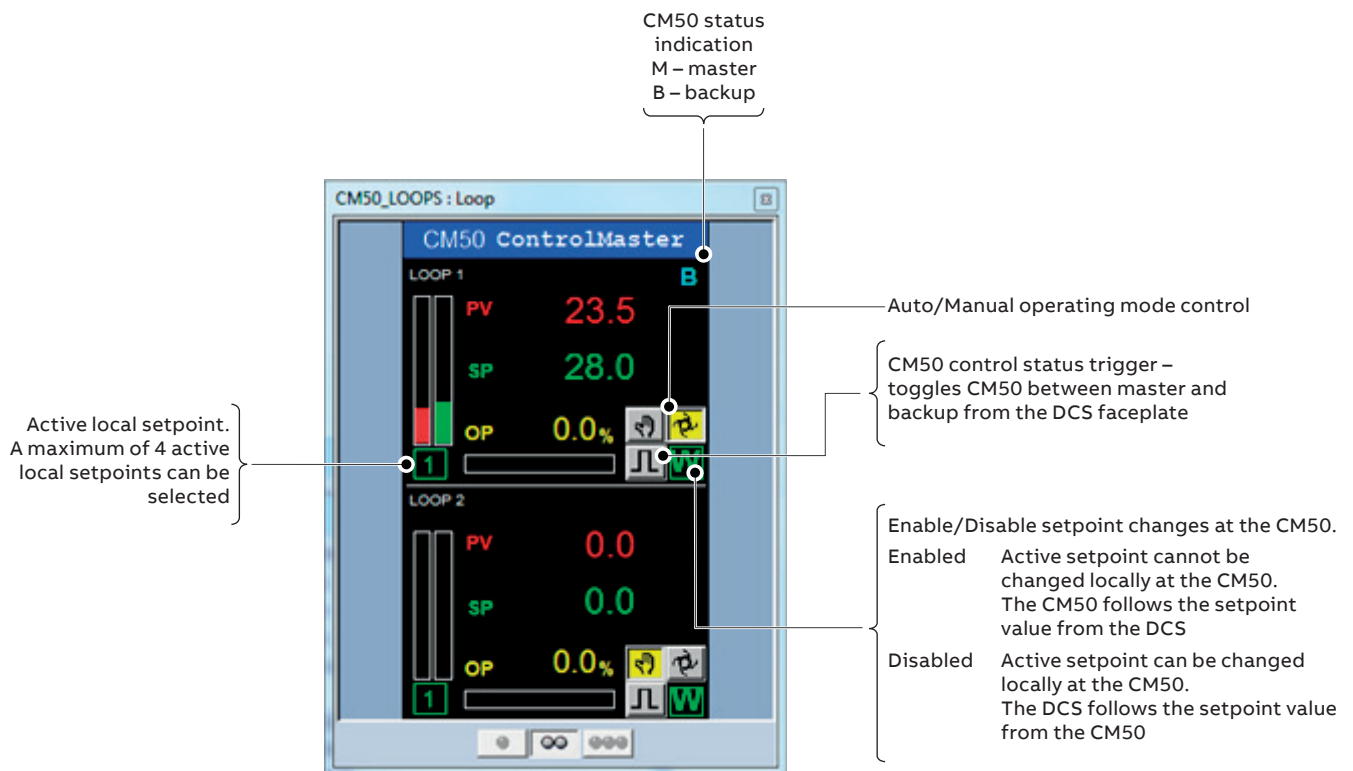 CM50 status
indication
M – master
B – backup
CM50_LOOPS : Loop
CM50 ControlMaster
LOOP 1
B
PV 23.5
SP 28.0
OP 0.0%
1
W
LOOP 2
PV 0.0
SP 0.0
OP 0.0%
1
W
Active local setpoint.
A maximum of 4 active
local setpoints can be
selected
Auto/Manual operating mode control
CM50 control status trigger –
toggles CM50 between master and
backup from the DCS faceplate
Enable/Disable setpoint changes at the CM50.
Enabled Active setpoint cannot be
changed locally at the CM50.
The CM50 follows the setpoint
value from the DCS
Disabled Active setpoint can be changed
locally at the CM50.
The DCS follows the setpoint value
from the CM50